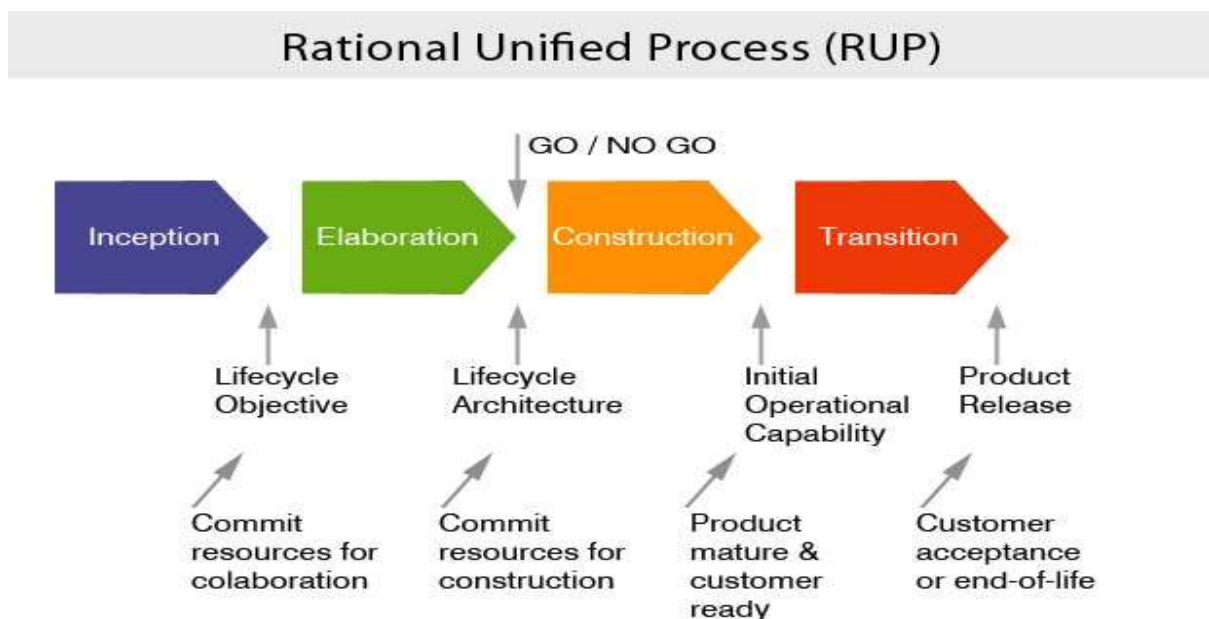 Rational Unified Process (RUP)
GO / NO GO
Inception
Elaboration
Construction
Transition
Lifecycle
Objective
Lifecycle
Architecture
Initial
Operational
Capability
Product
Release
Commit
resources for
colaboration
Commit
resources for
construction
Product
mature &
customer
ready
Customer
acceptance
or end-of-life